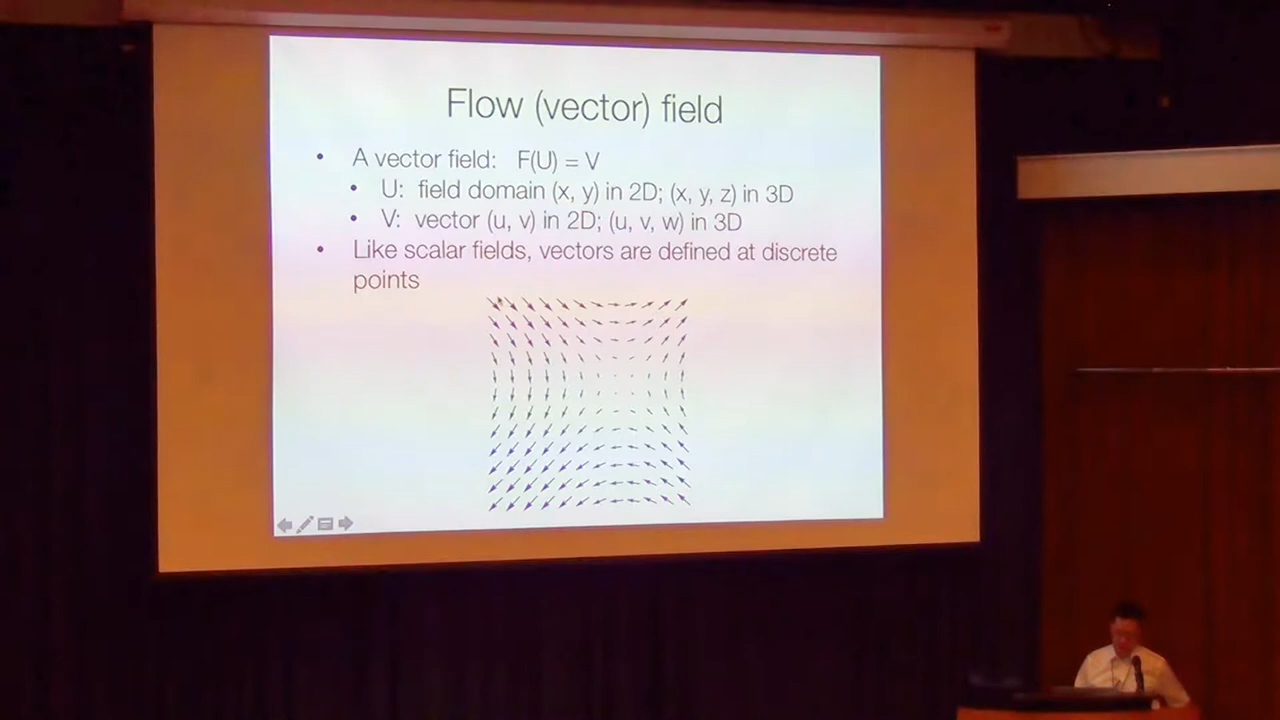 Flow (vector) field
• A vector field: F(U) = V
• U: field domain (x, y) in 2D; (x, y, z) in 3D
• V: vector (u, v) in 2D; (u, v, w) in 3D
• Like scalar fields, vectors are defined at discrete
points